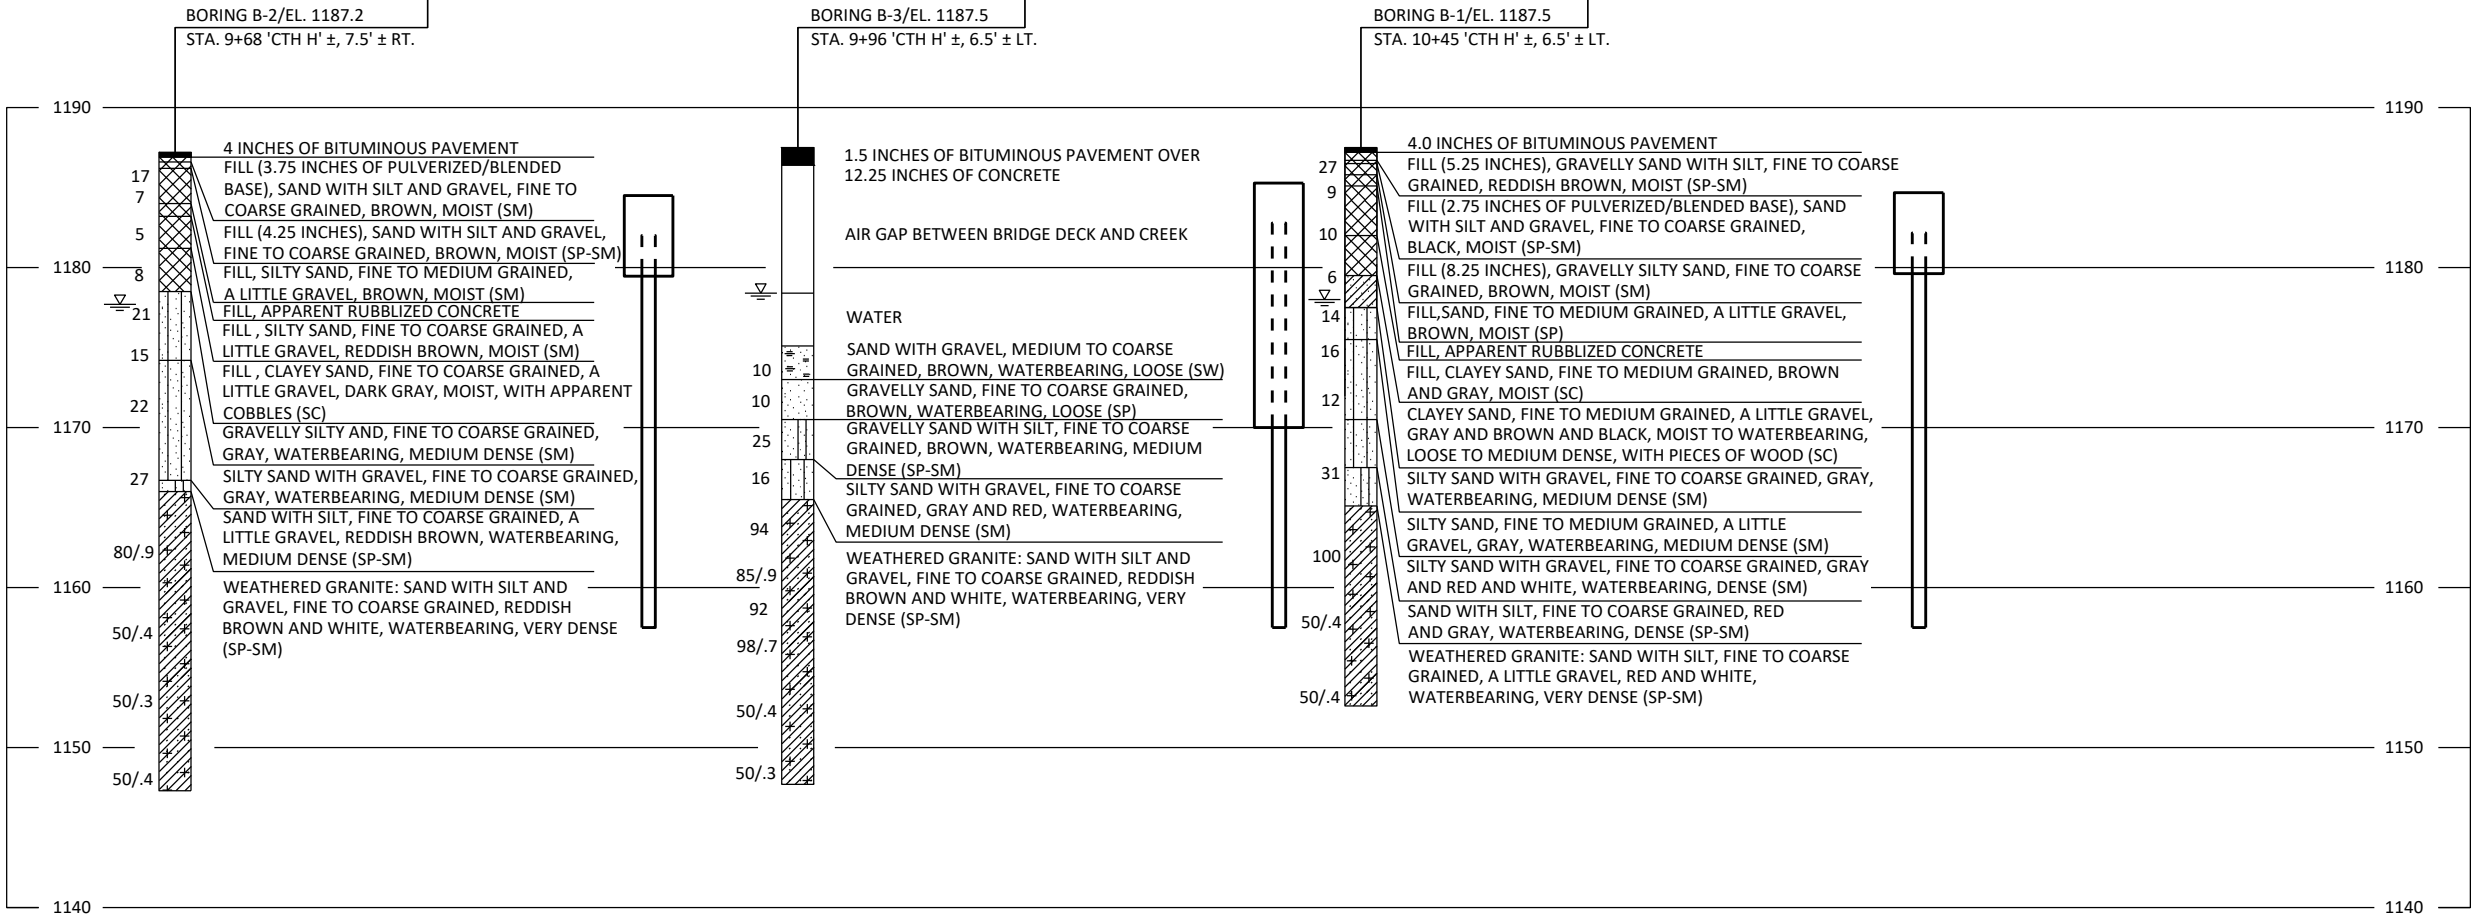 BORING B-2/EL. 1187.2
STA. 9+68 'CTH H' ±, 7.5' ± RT.
BORING B-3/EL. 1187.5
STA. 9+96 'CTH H' ±, 6.5' ± LT.
BORING B-1/EL. 1187.5
STA. 10+45 'CTH H' ±, 6.5' ± LT.
1190
1180
1170
1160
1150
1140
17
7
5
8
21
15
22
27
80/.9
50/.4
50/.3
50/.4
4 INCHES OF BITUMINOUS PAVEMENT
FILL (3.75 INCHES OF PULVERIZED/BLENDED
BASE), SAND WITH SILT AND GRAVEL, FINE TO
COARSE GRAINED, BROWN, MOIST (SM)
FILL (4.25 INCHES), SAND WITH SILT AND GRAVEL,
FINE TO COARSE GRAINED, BROWN, MOIST (SP-SM)
FILL, SILTY SAND, FINE TO MEDIUM GRAINED,
A LITTLE GRAVEL, BROWN, MOIST (SM)
FILL, APPARENT RUBBLIZED CONCRETE
FILL , SILTY SAND, FINE TO COARSE GRAINED, A
LITTLE GRAVEL, REDDISH BROWN, MOIST (SM)
FILL , CLAYEY SAND, FINE TO COARSE GRAINED, A
LITTLE GRAVEL, DARK GRAY, MOIST, WITH APPARENT
COBBLES (SC)
GRAVELLY SILTY AND, FINE TO COARSE GRAINED,
GRAY, WATERBEARING, MEDIUM DENSE (SM)
SILTY SAND WITH GRAVEL, FINE TO COARSE GRAINED,
GRAY, WATERBEARING, MEDIUM DENSE (SM)
SAND WITH SILT, FINE TO COARSE GRAINED, A
LITTLE GRAVEL, REDDISH BROWN, WATERBEARING,
MEDIUM DENSE (SP-SM)
WEATHERED GRANITE: SAND WITH SILT AND
GRAVEL, FINE TO COARSE GRAINED, REDDISH
BROWN AND WHITE, WATERBEARING, VERY DENSE
(SP-SM)
10
10
25
16
94
85/.9
92
98/.7
50/.4
50/.3
1.5 INCHES OF BITUMINOUS PAVEMENT OVER
12.25 INCHES OF CONCRETE
AIR GAP BETWEEN BRIDGE DECK AND CREEK
WATER
SAND WITH GRAVEL, MEDIUM TO COARSE
GRAINED, BROWN, WATERBEARING, LOOSE (SW)
GRAVELLY SAND, FINE TO COARSE GRAINED,
BROWN, WATERBEARING, LOOSE (SP)
GRAVELLY SAND WITH SILT, FINE TO COARSE
GRAINED, BROWN, WATERBEARING, MEDIUM
DENSE (SP-SM)
SILTY SAND WITH GRAVEL, FINE TO COARSE
GRAINED, GRAY AND RED, WATERBEARING,
MEDIUM DENSE (SM)
WEATHERED GRANITE: SAND WITH SILT AND
GRAVEL, FINE TO COARSE GRAINED, REDDISH
BROWN AND WHITE, WATERBEARING, VERY
DENSE (SP-SM)
27
9
10
6
14
16
12
31
100
50/.4
50/.4
4.0 INCHES OF BITUMINOUS PAVEMENT
FILL (5.25 INCHES), GRAVELLY SAND WITH SILT, FINE TO COARSE
GRAINED, REDDISH BROWN, MOIST (SP-SM)
FILL (2.75 INCHES OF PULVERIZED/BLENDED BASE), SAND
WITH SILT AND GRAVEL, FINE TO COARSE GRAINED,
BLACK, MOIST (SP-SM)
FILL (8.25 INCHES), GRAVELLY SILTY SAND, FINE TO COARSE
GRAINED, BROWN, MOIST (SM)
FILL,SAND, FINE TO MEDIUM GRAINED, A LITTLE GRAVEL,
BROWN, MOIST (SP)
FILL, APPARENT RUBBLIZED CONCRETE
FILL, CLAYEY SAND, FINE TO MEDIUM GRAINED, BROWN
AND GRAY, MOIST (SC)
CLAYEY SAND, FINE TO MEDIUM GRAINED, A LITTLE GRAVEL,
GRAY AND BROWN AND BLACK, MOIST TO WATERBEARING,
LOOSE TO MEDIUM DENSE, WITH PIECES OF WOOD (SC)
SILTY SAND WITH GRAVEL, FINE TO COARSE GRAINED, GRAY,
WATERBEARING, MEDIUM DENSE (SM)
SILTY SAND, FINE TO MEDIUM GRAINED, A LITTLE
GRAVEL, GRAY, WATERBEARING, MEDIUM DENSE (SM)
SILTY SAND WITH GRAVEL, FINE TO COARSE GRAINED, GRAY
AND RED AND WHITE, WATERBEARING, DENSE (SM)
SAND WITH SILT, FINE TO COARSE GRAINED, RED
AND GRAY, WATERBEARING, DENSE (SP-SM)
WEATHERED GRANITE: SAND WITH SILT, FINE TO COARSE
GRAINED, A LITTLE GRAVEL, RED AND WHITE,
WATERBEARING, VERY DENSE (SP-SM)
1190
1180
1170
1160
1150
1140